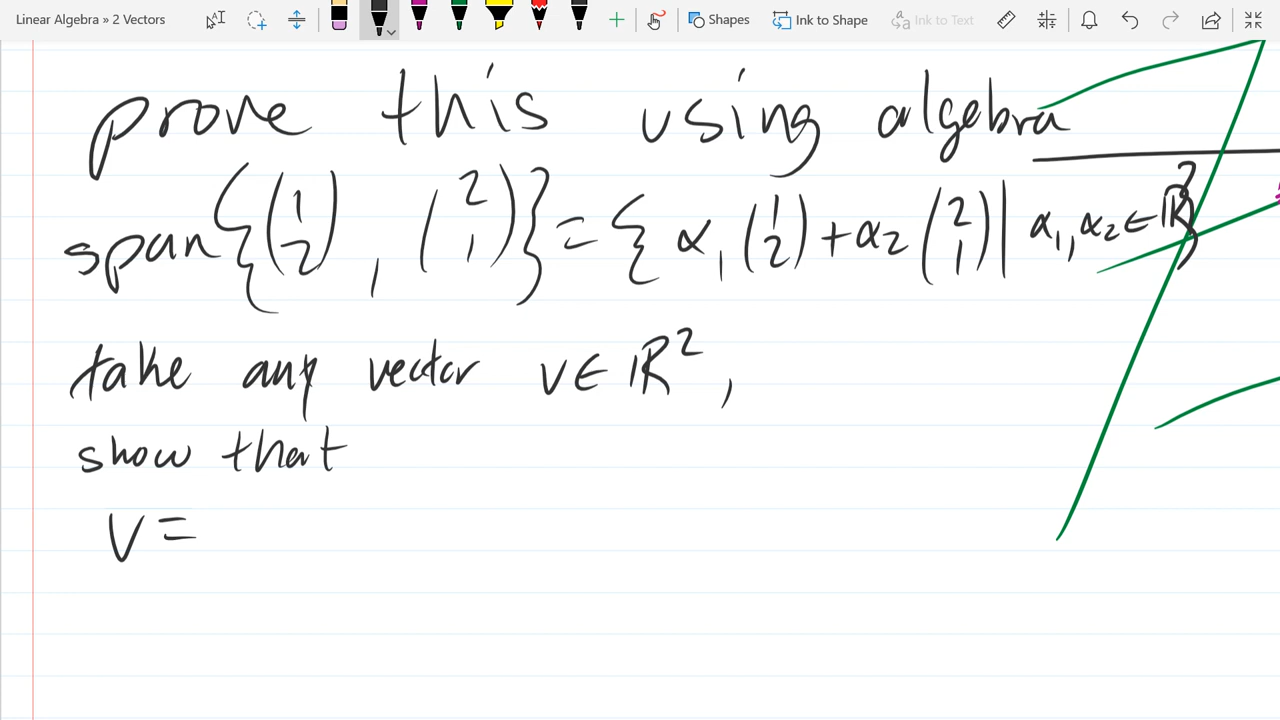 Linear Algebra » 2 Vectors
Shapes Ink to Shape Ink to Text
prove this using algebra
span{(1 2), (2 1)} = { α₁ (1 2) + α₂ (2 1) | α₁, α₂ ∈ ℝ}
take any vector v ∈ ℝ²,
show that
v =